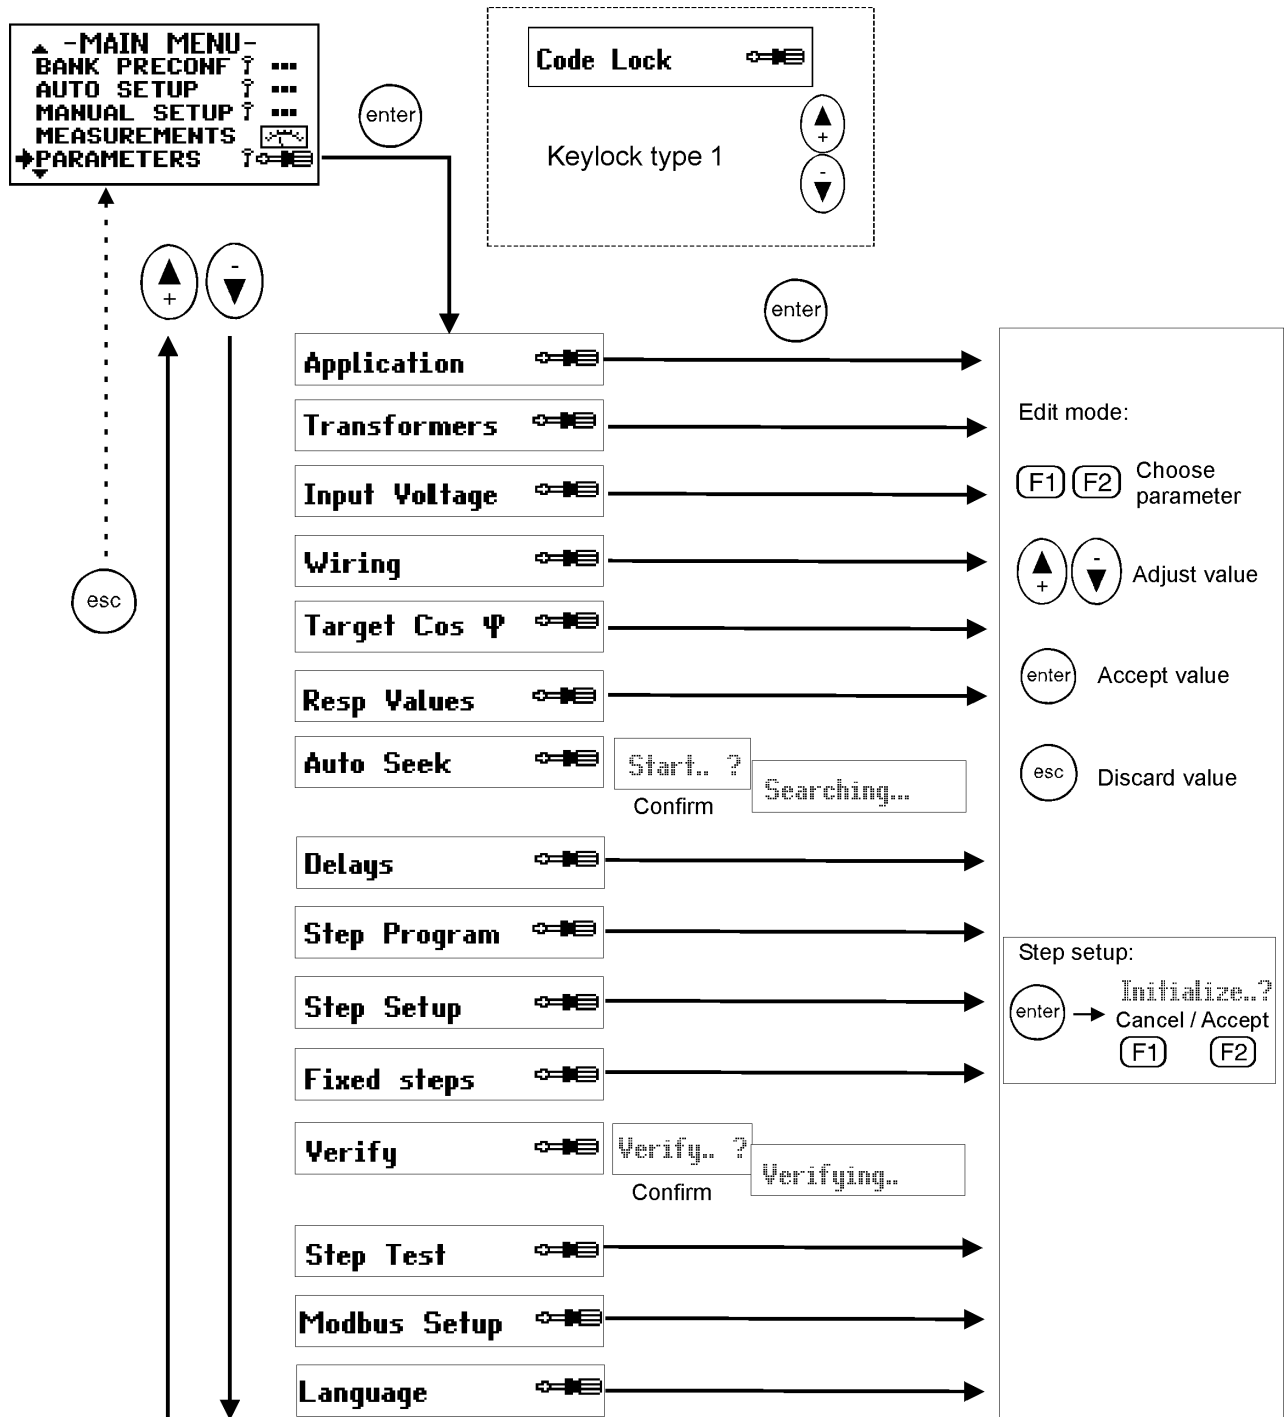 -MAIN MENU-
BANK PRECONF
AUTO SETUP
MANUAL SETUP
MEASUREMENTS
PARAMETERS
enter
Code Lock
Keylock type 1
+
-
+
-
esc
enter
Application
Transformers
Input Voltage
Wiring
Target Cos φ
Resp Values
Auto Seek
Start.. ?
Confirm
Searching...
Delays
Step Program
Step Setup
Fixed steps
Verify
Verify.. ?
Confirm
Verifying..
Step Test
Modbus Setup
Language
Edit mode:
F1 F2 Choose
parameter
+ - Adjust value
enter Accept value
esc Discard value
Step setup:
enter Initialize..?
Cancel / Accept
F1 F2